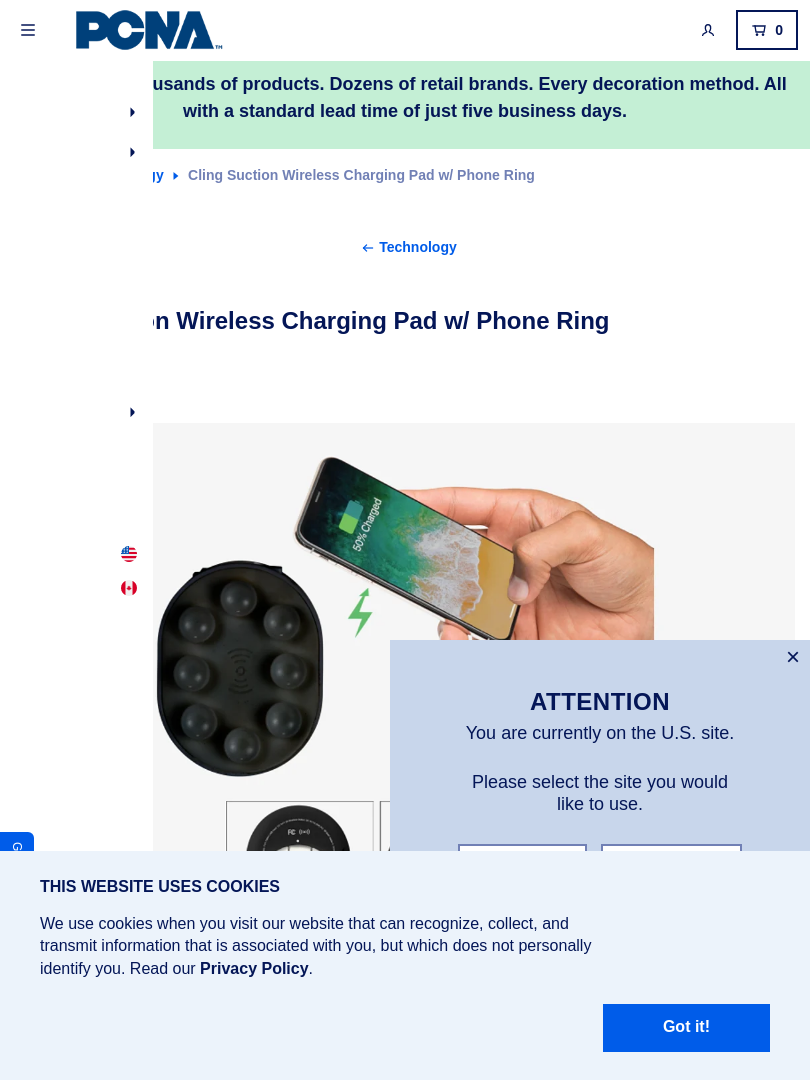 PCNA™
0
usands of products. Dozens of retail brands. Every decoration method. All
with a standard lead time of just five business days.
gy
Cling Suction Wireless Charging Pad w/ Phone Ring
Technology
n Wireless Charging Pad w/ Phone Ring
50% Charged
FC
ATTENTION
You are currently on the U.S. site.
Please select the site you would
like to use.
G
THIS WEBSITE USES COOKIES
We use cookies when you visit our website that can recognize, collect, and
transmit information that is associated with you, but which does not personally
identify you. Read our Privacy Policy.
Got it!